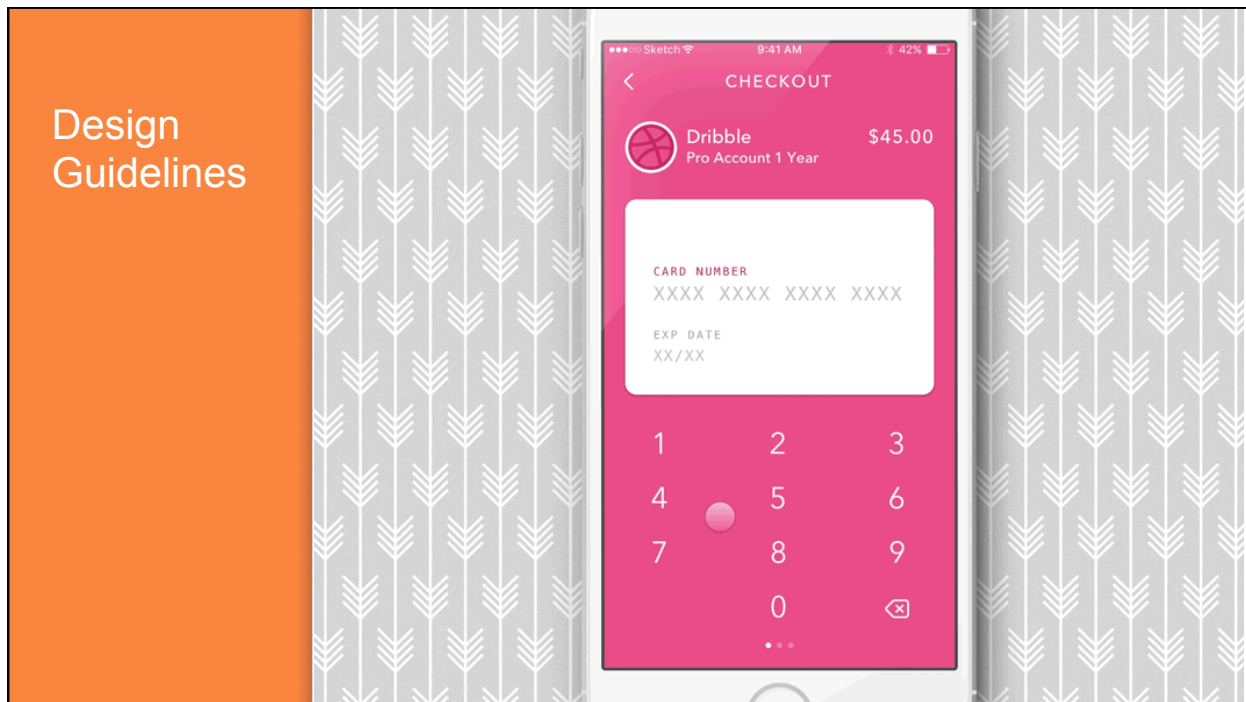 Design
Guidelines
Sketch 9:41 AM 42%
CHECKOUT
Dribble $45.00
Pro Account 1 Year
CARD NUMBER
XXXX XXXX XXXX XXXX
EXP DATE
XX/XX
1 2 3
4 5 6
7 8 9
0